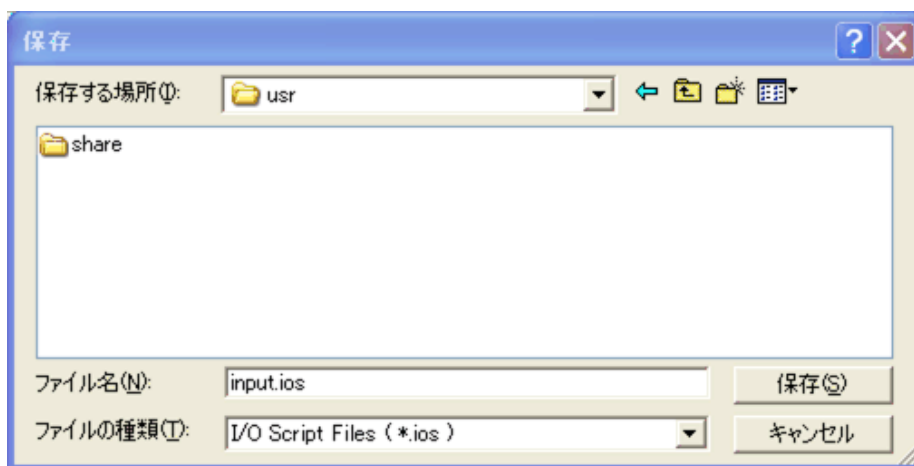 保存
保存する場所(I): usr
share
ファイル名(N): input.ios 保存(S)
ファイルの種類(T): I/O Script Files ( *.ios ) キャンセル